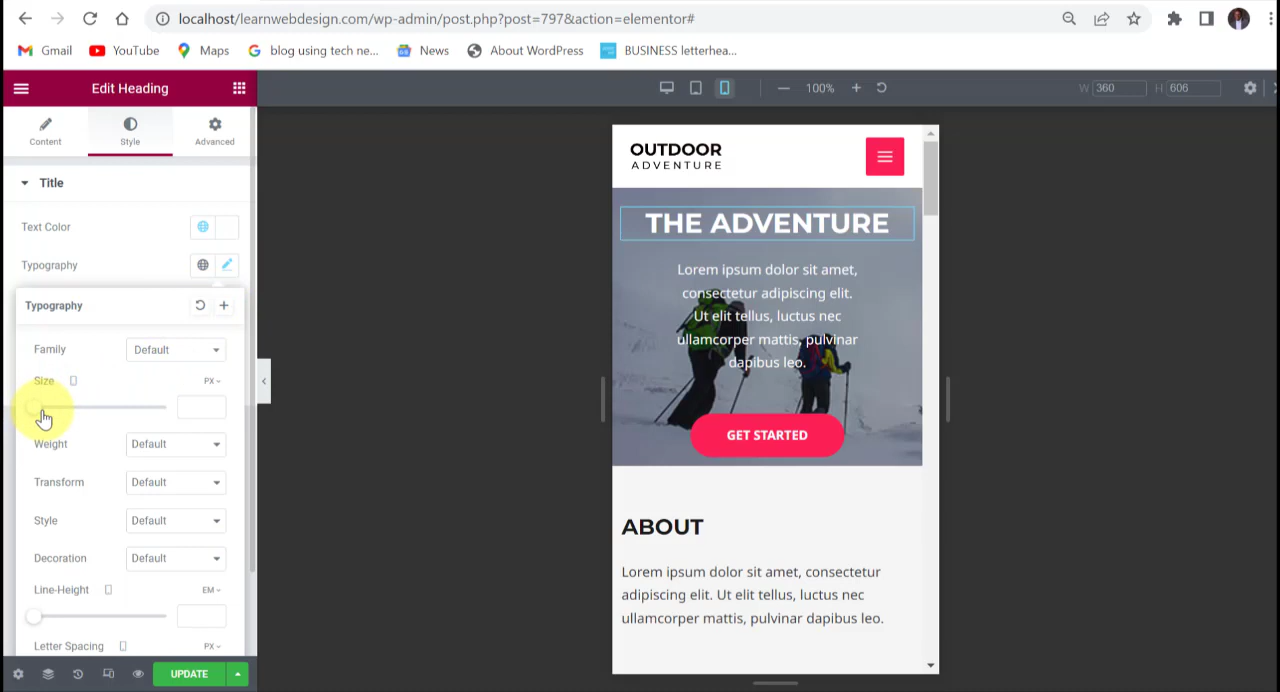 localhost/learnwebdesign.com/wp-admin/post.php?post=797&action=elementor#
Gmail YouTube Maps blog using tech ne... News About WordPress BUSINESS letterhea...
Edit Heading
100%
W 360 H 606
Content Style Advanced
Title
Text Color
Typography
Typography
Family Default
Size PX
Weight Default
Transform Default
Style Default
Decoration Default
Line-Height EM
Letter Spacing PX
UPDATE
OUTDOOR
ADVENTURE
THE ADVENTURE
Lorem ipsum dolor sit amet,
consectetur adipiscing elit.
Ut elit tellus, luctus nec
ullamcorper mattis, pulvinar
dapibus leo.
GET STARTED
ABOUT
Lorem ipsum dolor sit amet, consectetur
adipiscing elit. Ut elit tellus, luctus nec
ullamcorper mattis, pulvinar dapibus leo.